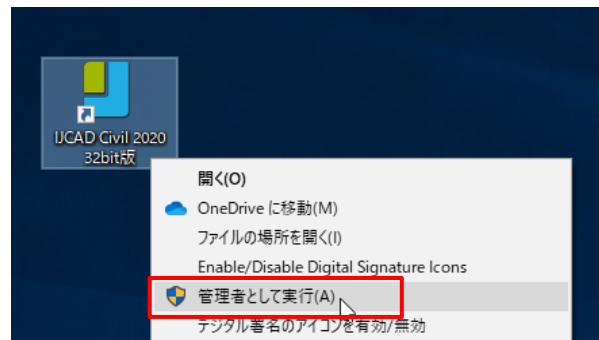 IJCAD Civil 2020
32bit版
開く(O)
OneDrive に移動(M)
ファイルの場所を開く(I)
Enable/Disable Digital Signature Icons
管理者として実行(A)
デジタル署名のアイコンを有効/無効